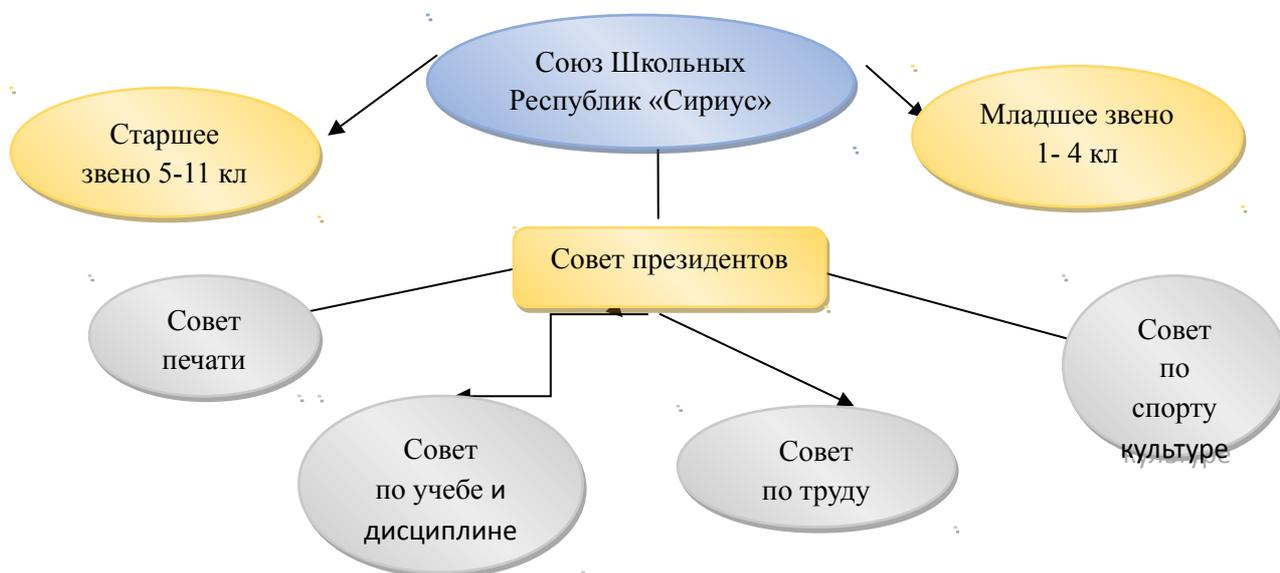 Союз Школьных
Республик «Сириус»
Старшее
звено 5-11 кл
Младшее звено
1- 4 кл
Совет президентов
Совет
печати
Совет
по учебе и
дисциплине
Совет
по труду
Совет
по
спорту
культуре